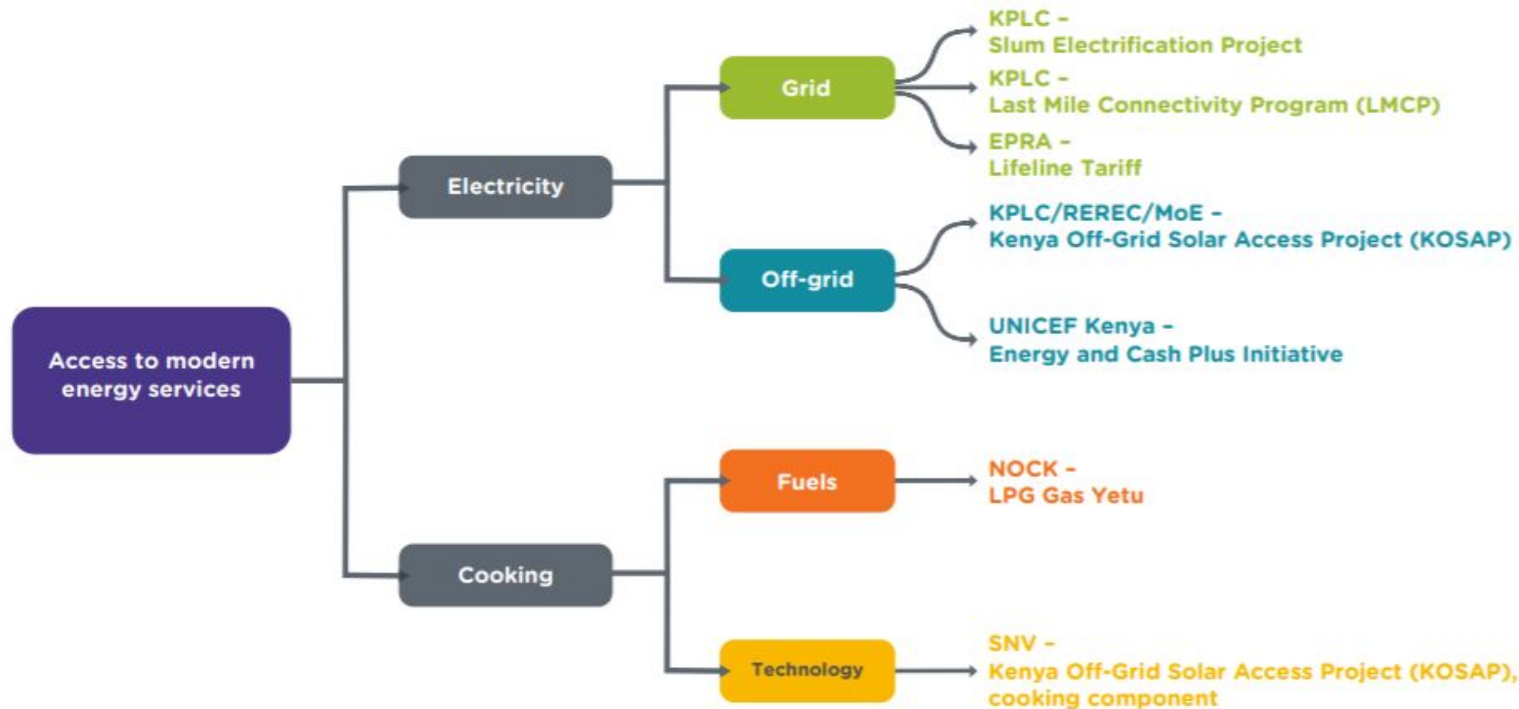 Access to modern
energy services
Electricity
Grid
KPLC –
Slum Electrification Project
KPLC –
Last Mile Connectivity Program (LMCP)
EPRA –
Lifeline Tariff
Off-grid
KPLC/REREC/MoE –
Kenya Off-Grid Solar Access Project (KOSAP)
UNICEF Kenya –
Energy and Cash Plus Initiative
Cooking
Fuels
NOCK –
LPG Gas Yetu
Technology
SNV –
Kenya Off-Grid Solar Access Project (KOSAP),
cooking component